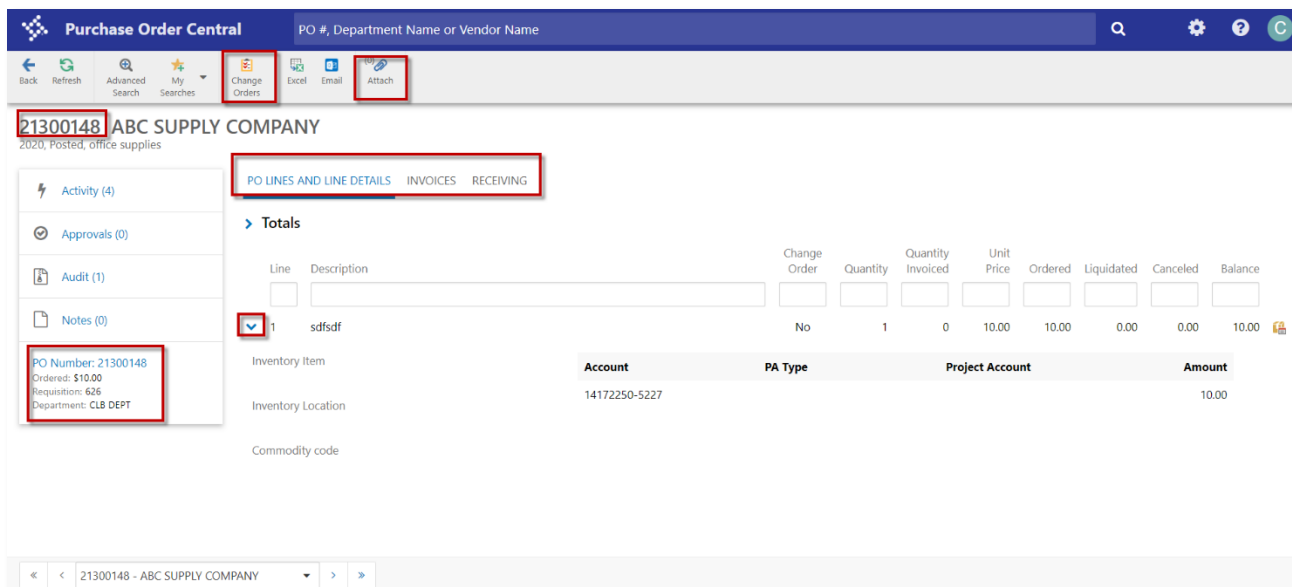 Purchase Order Central
PO #, Department Name or Vendor Name
C
Back Refresh Advanced Search My Searches Change Orders Excel Email (0) Attach
21300148 ABC SUPPLY COMPANY
2020, Posted, office supplies
Activity (4)
Approvals (0)
Audit (1)
Notes (0)
PO Number: 21300148
Ordered: $10.00
Requisition: 626
Department: CLB DEPT
PO LINES AND LINE DETAILS INVOICES RECEIVING
Totals
Line Description Change Order Quantity Quantity Invoiced Unit Price Ordered Liquidated Canceled Balance
1 sdfsdf No 1 0 10.00 10.00 0.00 0.00 10.00
Inventory Item
Inventory Location
Commodity code
Account PA Type Project Account Amount
14172250-5227 10.00
21300148 - ABC SUPPLY COMPANY